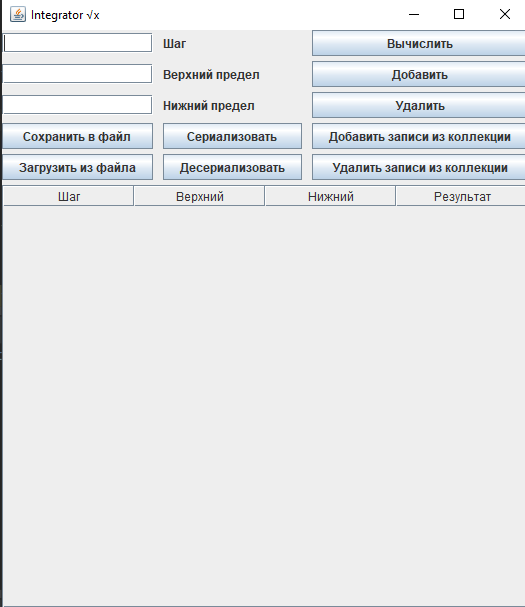 Integrator √x
Шаг Вычислить
Верхний предел Добавить
Нижний предел Удалить
Сохранить в файл Сериализовать Добавить записи из коллекции
Загрузить из файла Десериализовать Удалить записи из коллекции
Шаг Верхний Нижний Результат